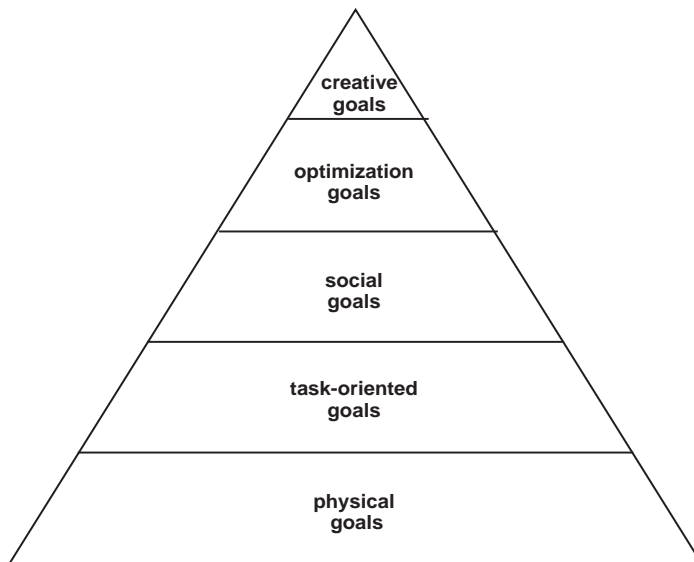 creative
goals
optimization
goals
social
goals
task-oriented
goals
physical
goals